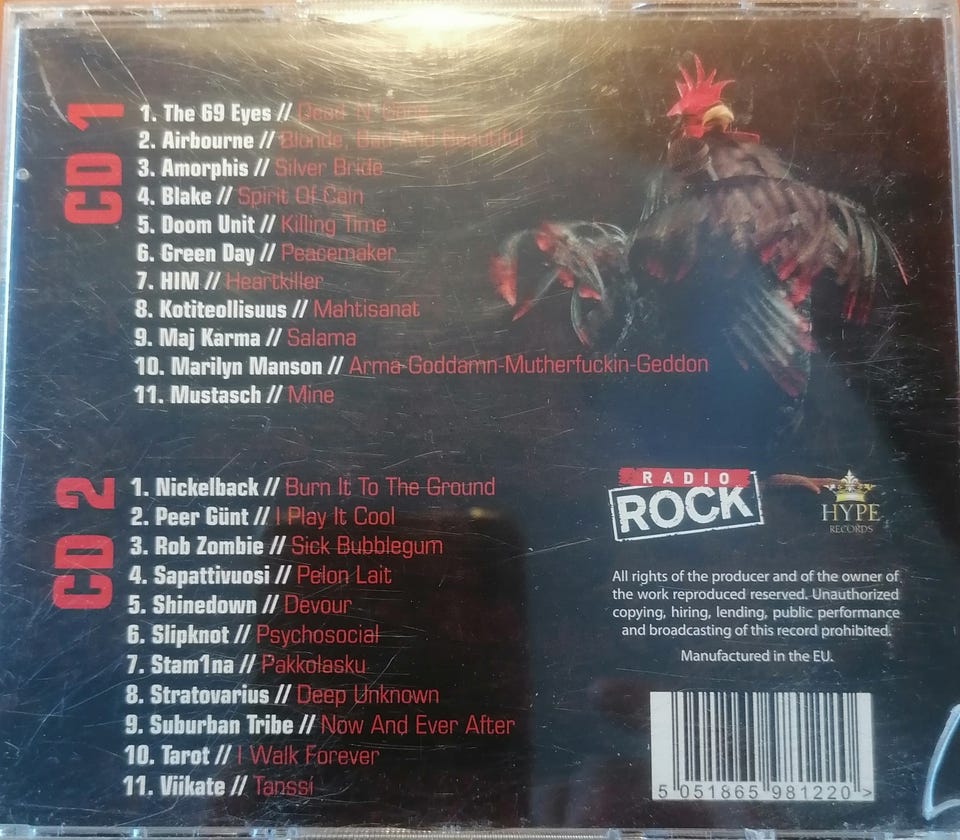 CD 1
1. The 69 Eyes // Dead N' Gone
2. Airbourne // Blonde, Bad And Beautiful
3. Amorphis // Silver Bride
4. Blake // Spirit Of Cain
5. Doom Unit // Killing Time
6. Green Day // Peacemaker
7. HIM // Heartkiller
8. Kotiteollisuus // Mahtisanat
9. Maj Karma // Salama
10. Marilyn Manson // Arma-Goddamn-Mutherfuckin-Geddon
11. Mustasch // Mine
CD 2
1. Nickelback // Burn It To The Ground
2. Peer Günt // I Play It Cool
3. Rob Zombie // Sick Bubblegum
4. Sapattivuosi // Pelon Lait
5. Shinedown // Devour
6. Slipknot // Psychosocial
7. Stam1na // Pakkolasku
8. Stratovarius // Deep Unknown
9. Suburban Tribe // Now And Ever After
10. Tarot // I Walk Forever
11. Viikate // Tanssi
RADIO
ROCK
HYPE
RECORDS
All rights of the producer and of the owner of
the work reproduced reserved. Unauthorized
copying, hiring, lending, public performance
and broadcasting of this record prohibited.
Manufactured in the EU.
5 051865 981220 >